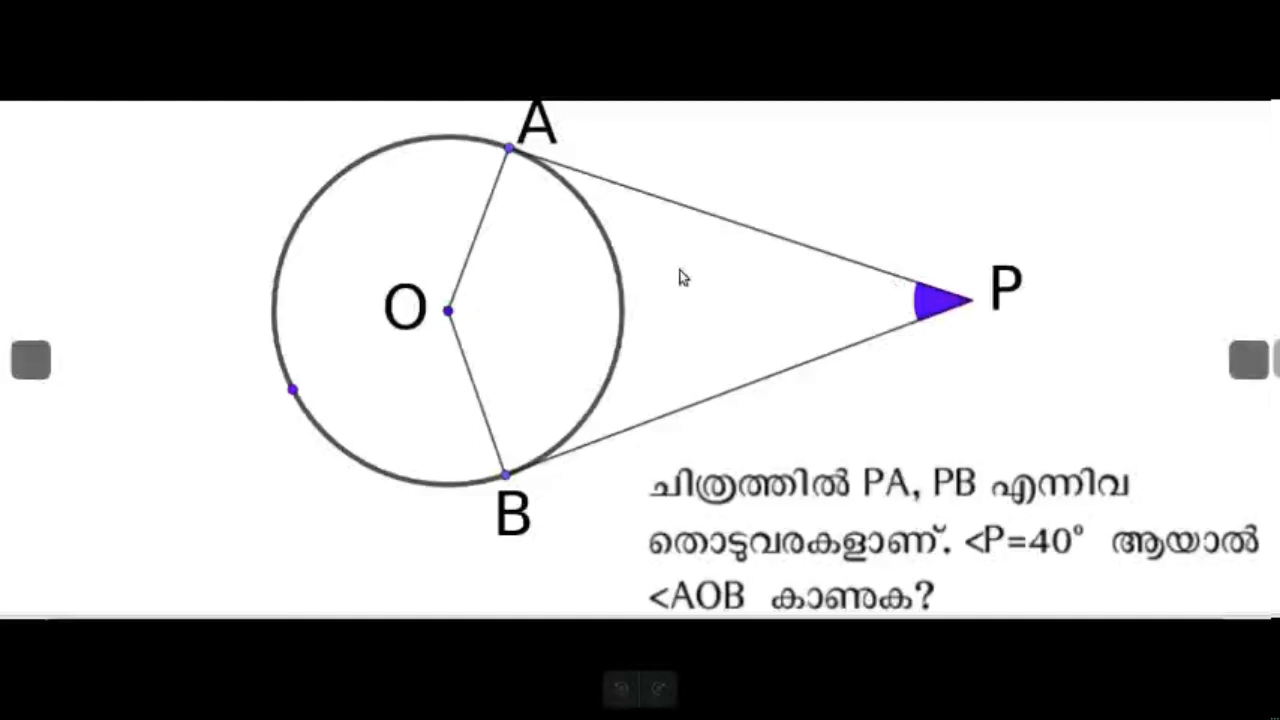 A
O
P
B
ചിത്രത്തിൽ PA, PB എന്നിവ
തൊടുവരകളാണ്. <P=40° ആയാൽ
<AOB കാണുക?